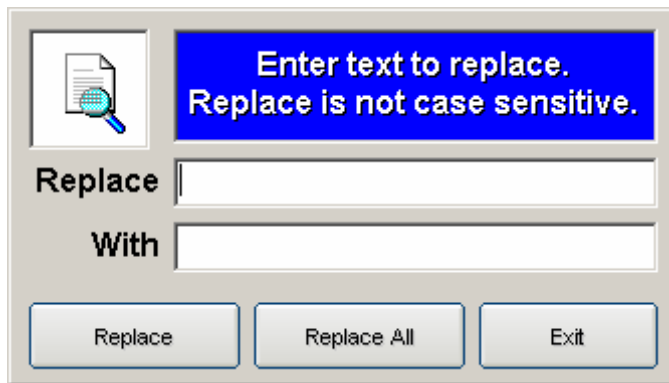 Enter text to replace.
Replace is not case sensitive.
Replace
With
Replace Replace All Exit